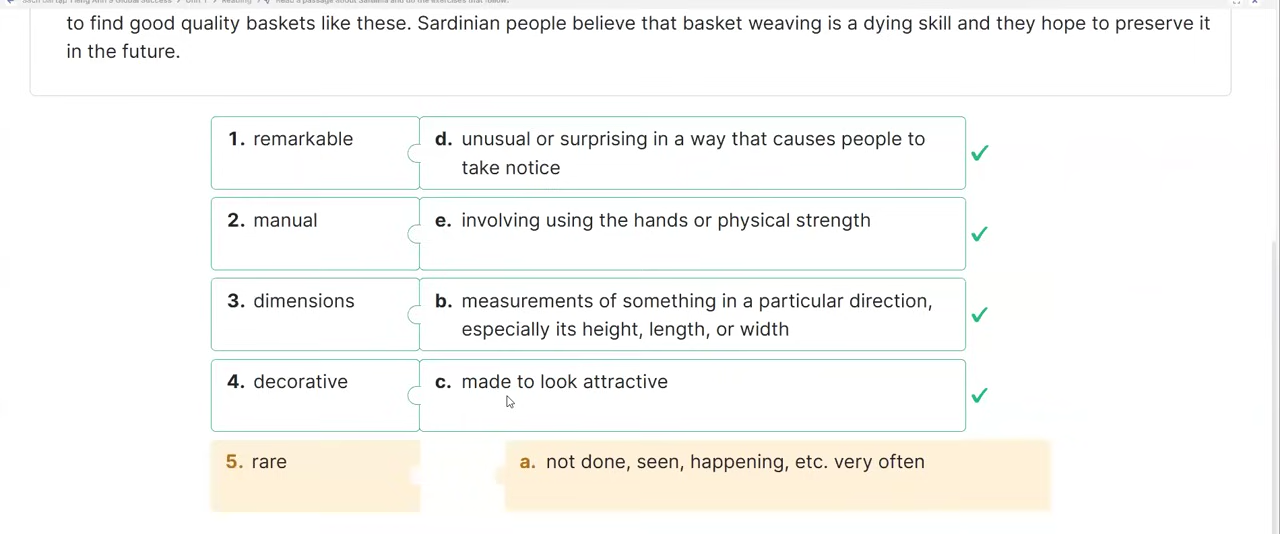 to find good quality baskets like these. Sardinian people believe that basket weaving is a dying skill and they hope to preserve it
in the future.
1. remarkable
d. unusual or surprising in a way that causes people to
take notice
2. manual
e. involving using the hands or physical strength
3. dimensions
b. measurements of something in a particular direction,
especially its height, length, or width
4. decorative
c. made to look attractive
5. rare
a. not done, seen, happening, etc. very often